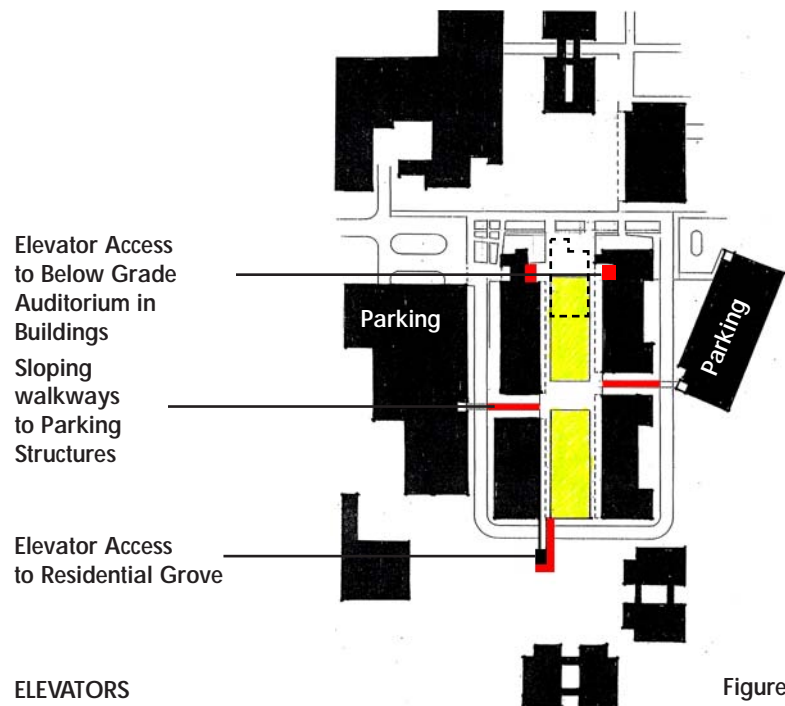 Elevator Access
to Below Grade
Auditorium in
Buildings
Sloping
walkways
to Parking
Structures
Elevator Access
to Residential Grove
Parking
Parking
ELEVATORS
Figure